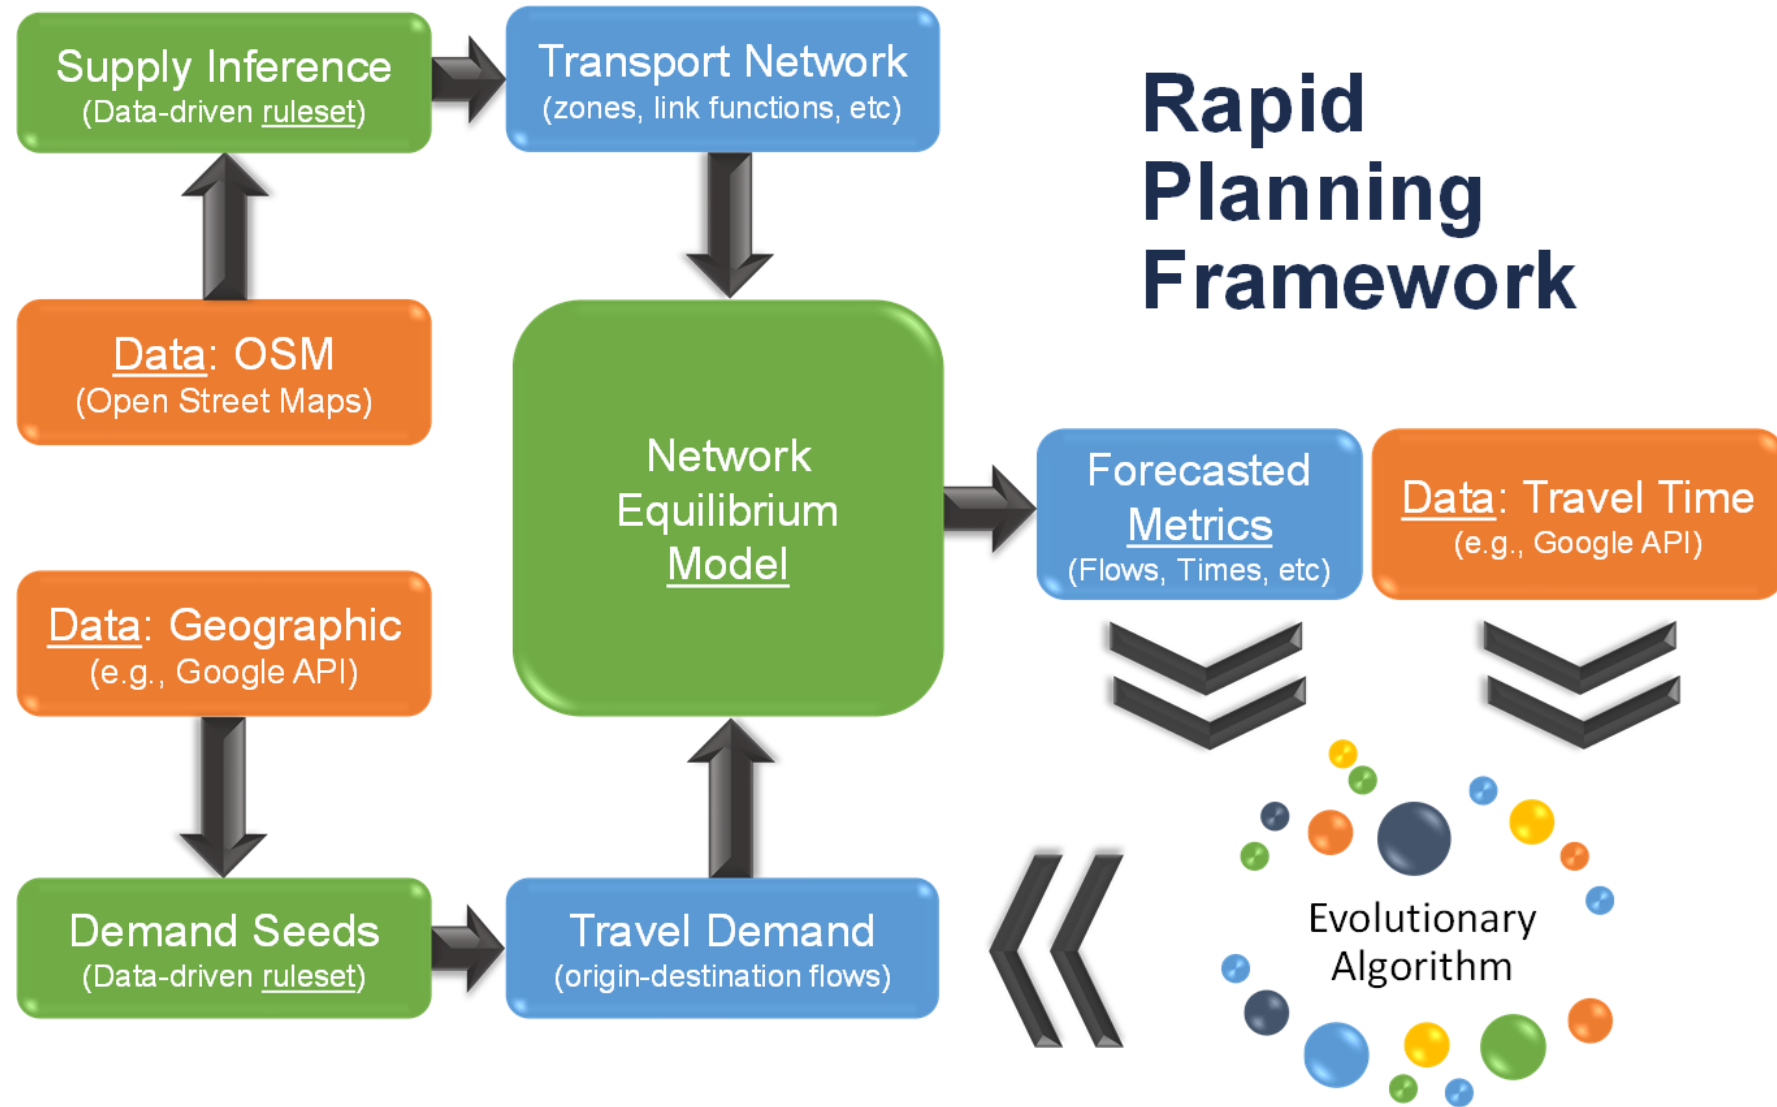 Supply Inference
(Data-driven ruleset)
Transport Network
(zones, link functions, etc)
Rapid
Planning
Framework
Data: OSM
(Open Street Maps)
Network
Equilibrium
Model
Forecasted
Metrics
(Flows, Times, etc)
Data: Travel Time
(e.g., Google API)
Data: Geographic
(e.g., Google API)
Demand Seeds
(Data-driven ruleset)
Travel Demand
(origin-destination flows)
Evolutionary
Algorithm